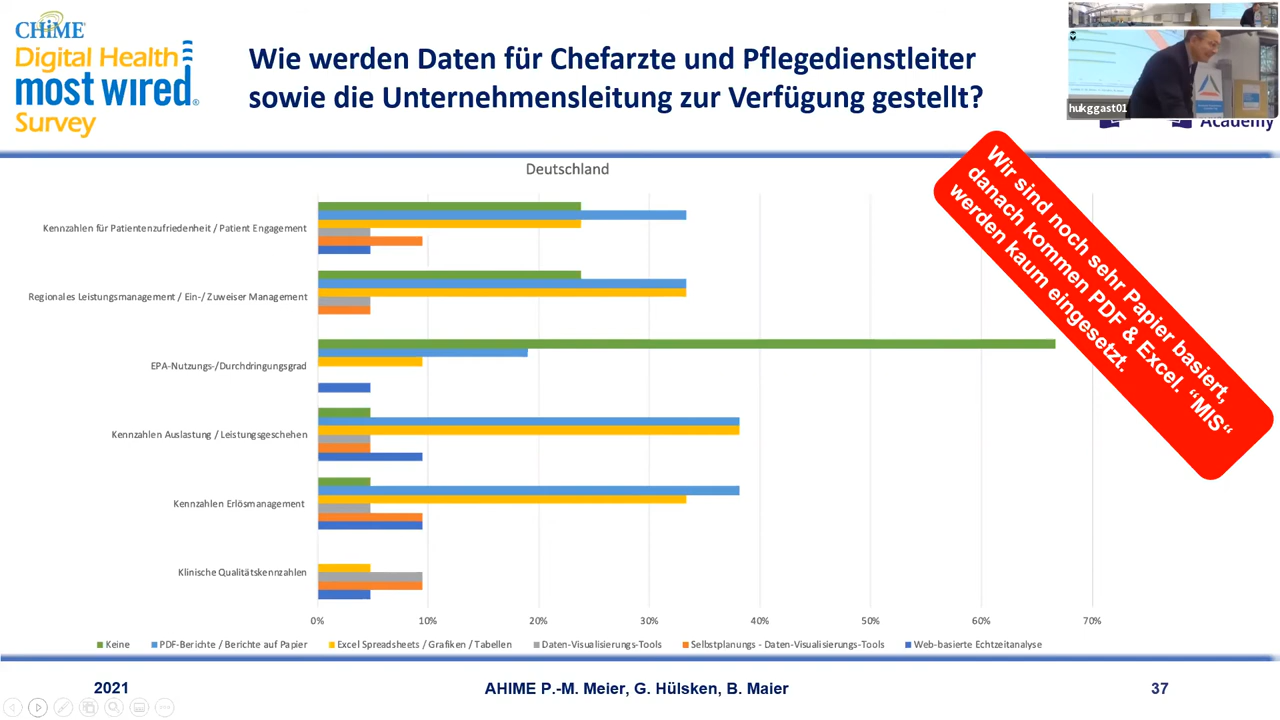 CHiME
Digital Health
most wired
Survey
Wie werden Daten für Chefarzte und Pflegedienstleiter
sowie die Unternehmensleitung zur Verfügung gestellt?
hukggast01
Academy
Deutschland
Wir sind noch sehr Papier basiert,
danach kommen PDF & Excel. “MIS“
werden kaum eingesetzt.
Kennzahlen für Patientenzufriedenheit / Patient Engagement
Regionales Leistungsmanagement / Ein-/ Zuweiser Management
EPA-Nutzungs-/Durchdringungsgrad
Kennzahlen Auslastung / Leistungsgeschehen
Kennzahlen Erlösmanagement
Klinische Qualitätskennzahlen
0% 10% 20% 30% 40% 50% 60% 70%
Keine PDF-Berichte / Berichte auf Papier Excel Spreadsheets / Grafiken / Tabellen Daten-Visualisierungs-Tools Selbstplanungs - Daten-Visualisierungs-Tools Web-basierte Echtzeitanalyse
2021 AHIME P.-M. Meier, G. Hülsken, B. Maier 37